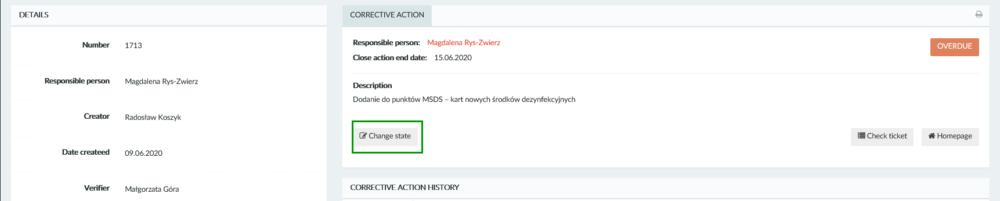 DETAILS
Number 1713
Responsible person Magdalena Rys-Zwierz
Creator Radosław Koszyk
Date createed 09.06.2020
Verifier Małgorzata Góra
CORRECTIVE ACTION
Responsible person: Magdalena Rys-Zwierz
OVERDUE
Close action end date: 15.06.2020
Description
Dodanie do punktów MSDS – kart nowych środków dezynfekcyjnych
Change state
Check ticket
Homepage
CORRECTIVE ACTION HISTORY